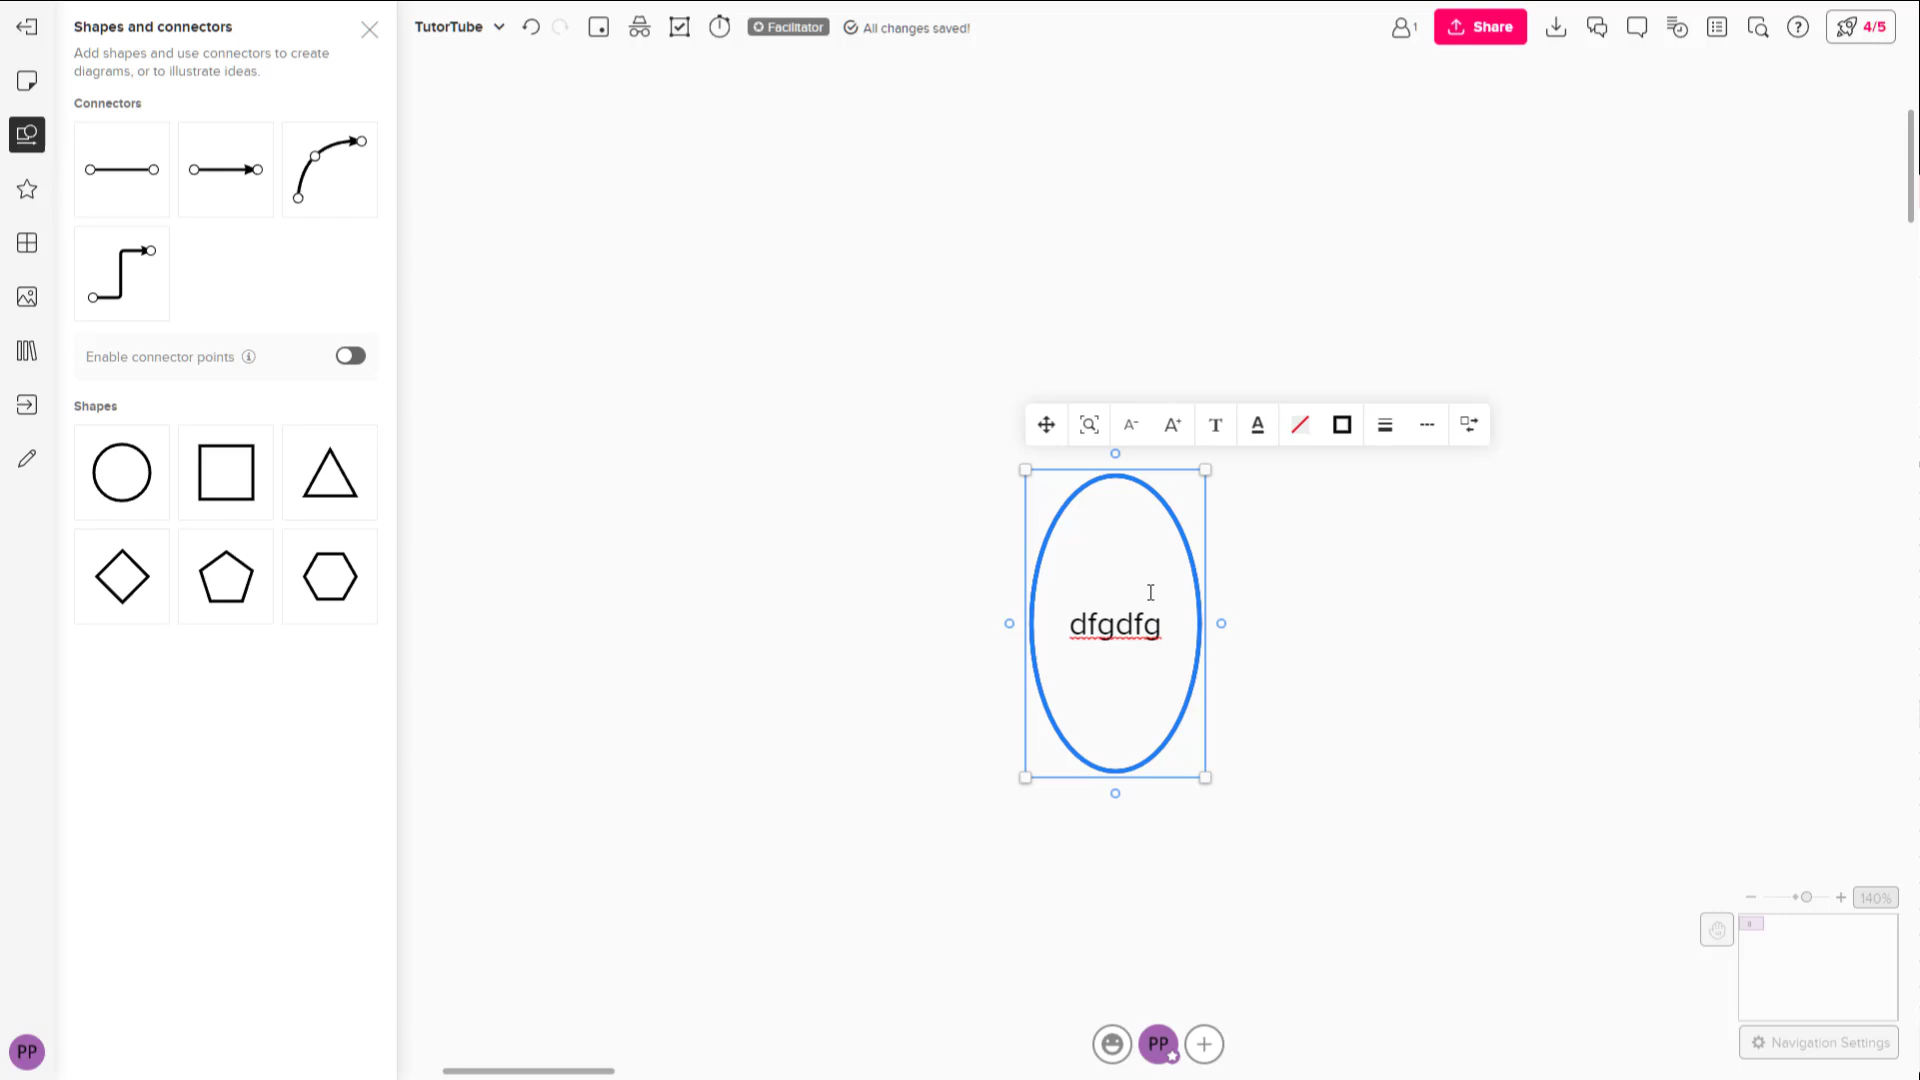 Shapes and connectors
Add shapes and use connectors to create
diagrams, or to illustrate ideas.
Connectors
Enable connector points
Shapes
TutorTube
Facilitator
All changes saved!
1
Share
4/5
A-
A+
T
A
dfgdfg
140%
Navigation Settings
PP
PP